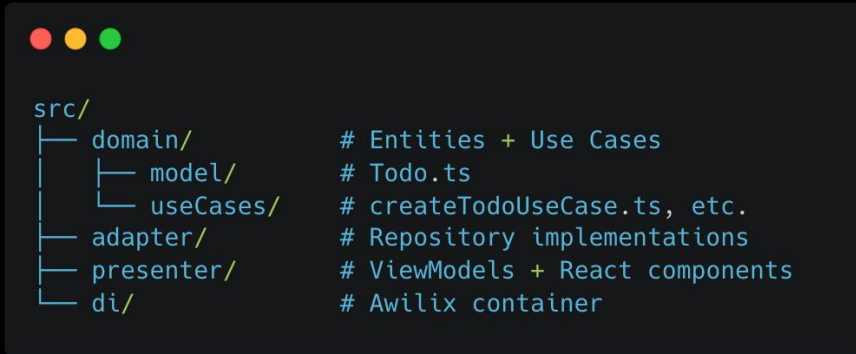 src/
├── domain/ # Entities + Use Cases
│ ├── model/ # Todo.ts
│ └── useCases/ # createTodoUseCase.ts, etc.
├── adapter/ # Repository implementations
├── presenter/ # ViewModels + React components
└── di/ # Awilix container